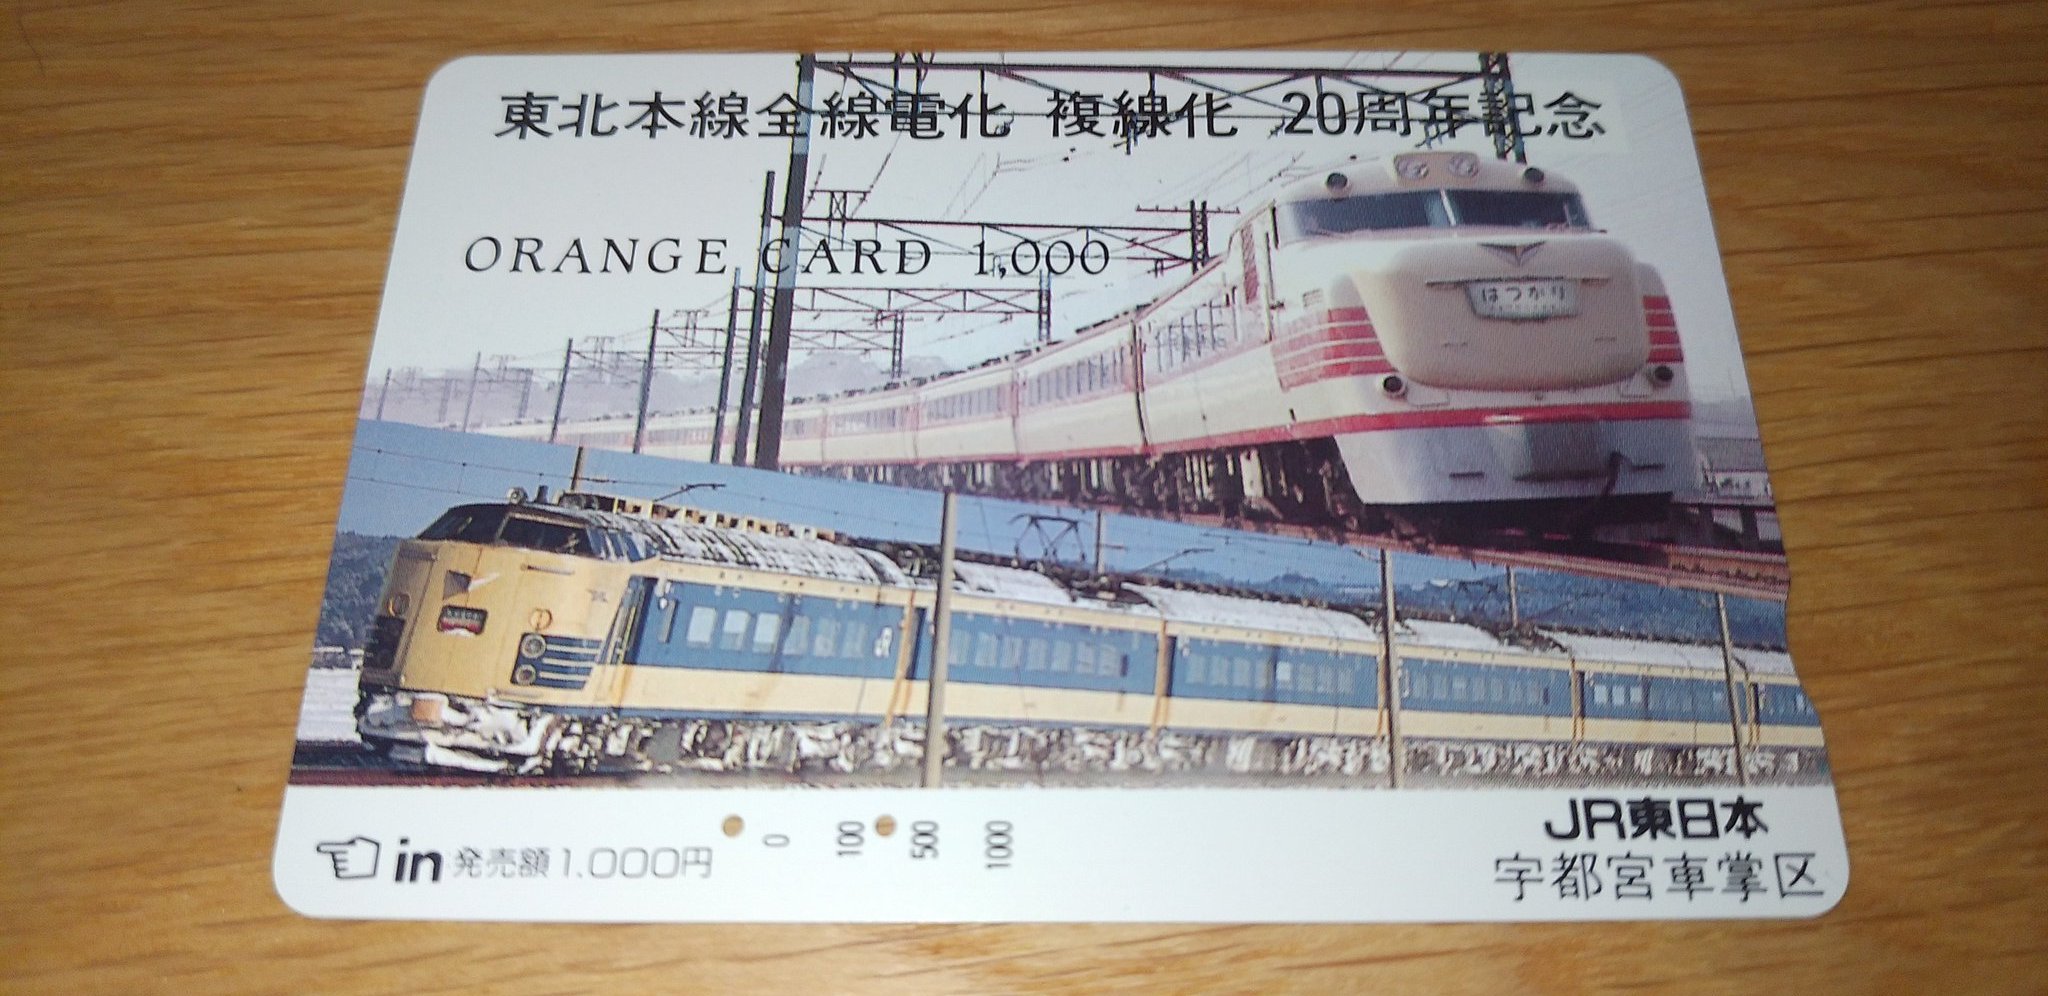 東北本線全線電化 複線化 20周年記念
ORANGE CARD 1,000
はつかり
in 発売額1.000円
0 100 500 1000
JR東日本
宇都宮車掌区